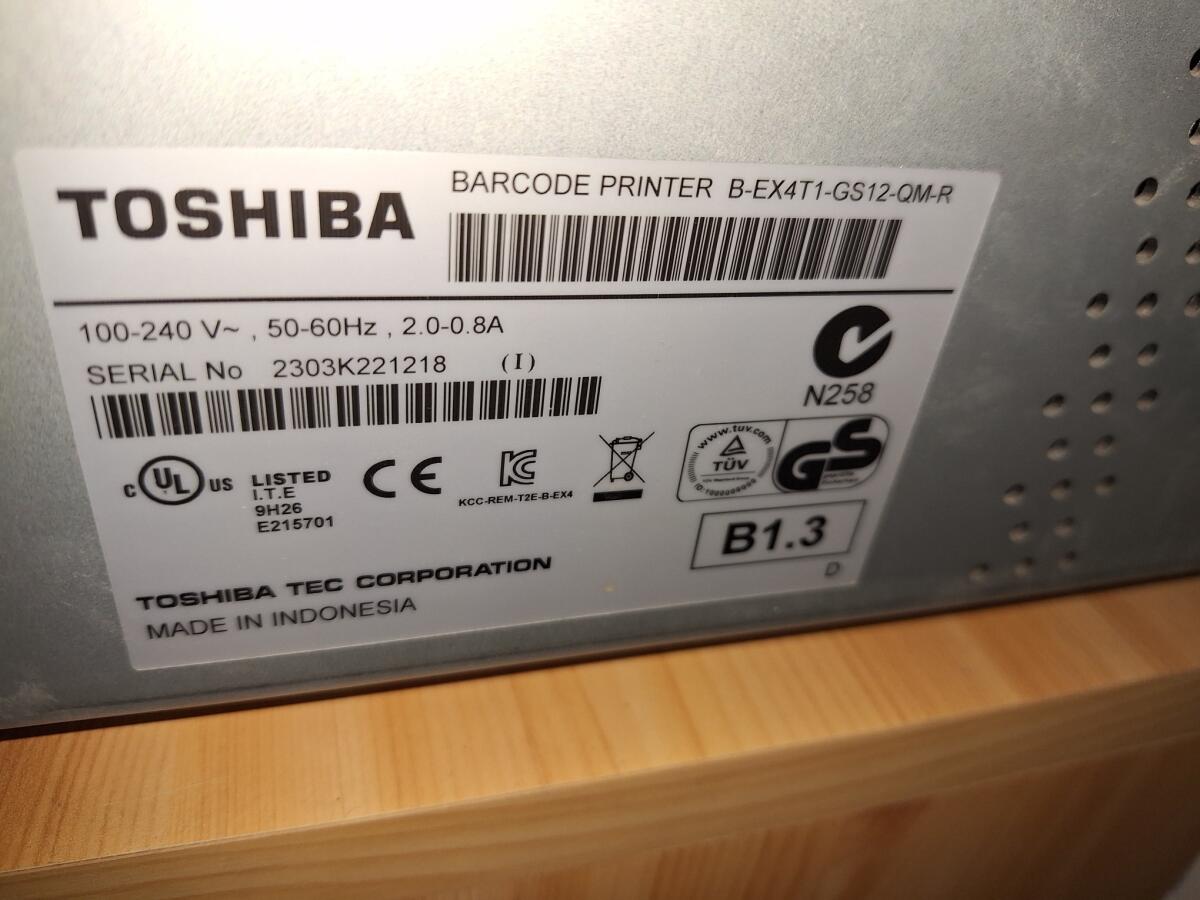 TOSHIBA
BARCODE PRINTER B-EX4T1-GS12-QM-R
100-240 V~ , 50-60Hz , 2.0-0.8A
SERIAL No 2303K221218 (I)
N258
C UL US
LISTED
I.T.E
9H26
E215701
CE
KCC-REM-T2E-B-EX4
www.tuv.com
TÜV
GS
B1.3
D
TOSHIBA TEC CORPORATION
MADE IN INDONESIA